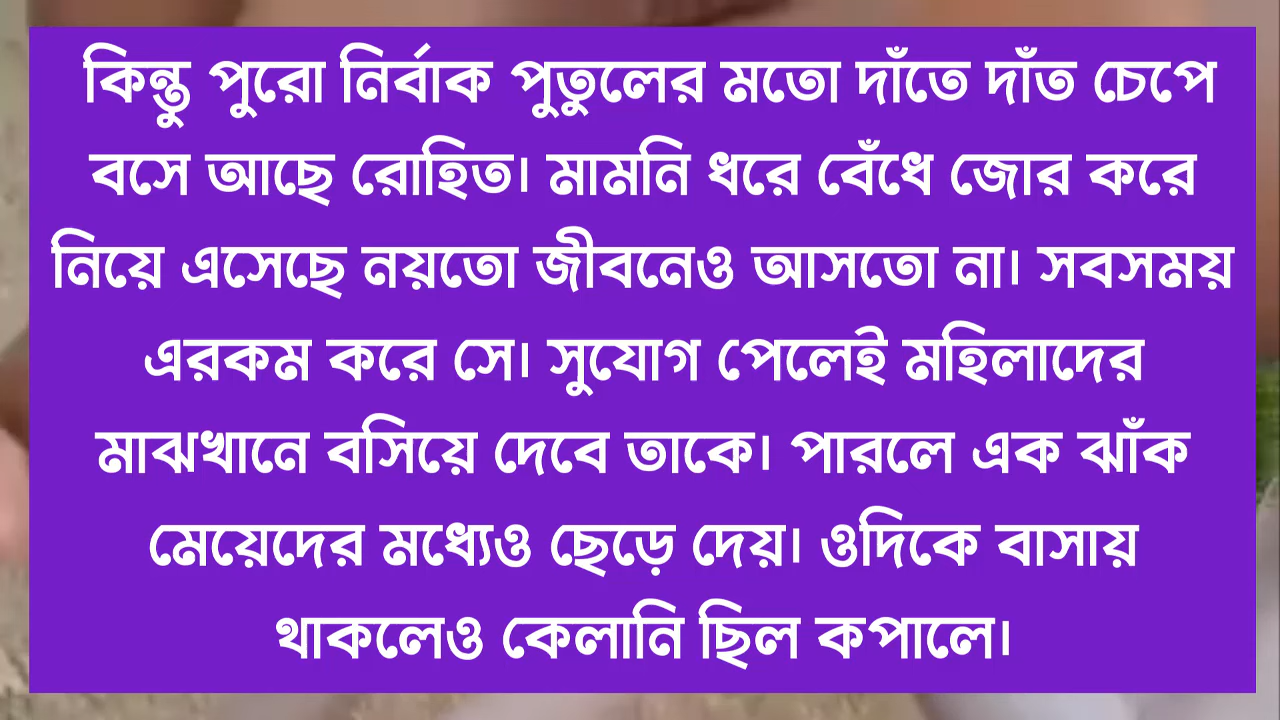 কিন্তু পুরো নির্বাক পুতুলের মতো দাঁতে দাঁত চেপে
বসে আছে রোহিত। মামনি ধরে বেঁধে জোর করে
নিয়ে এসেছে নয়তো জীবনেও আসতো না। সবসময়
এরকম করে সে। সুযোগ পেলেই মহিলাদের
মাঝখানে বসিয়ে দেবে তাকে। পারলে এক ঝাঁক
মেয়েদের মধ্যেও ছেড়ে দেয়। ওদিকে বাসায়
থাকলেও কেলানি ছিল কপালে।